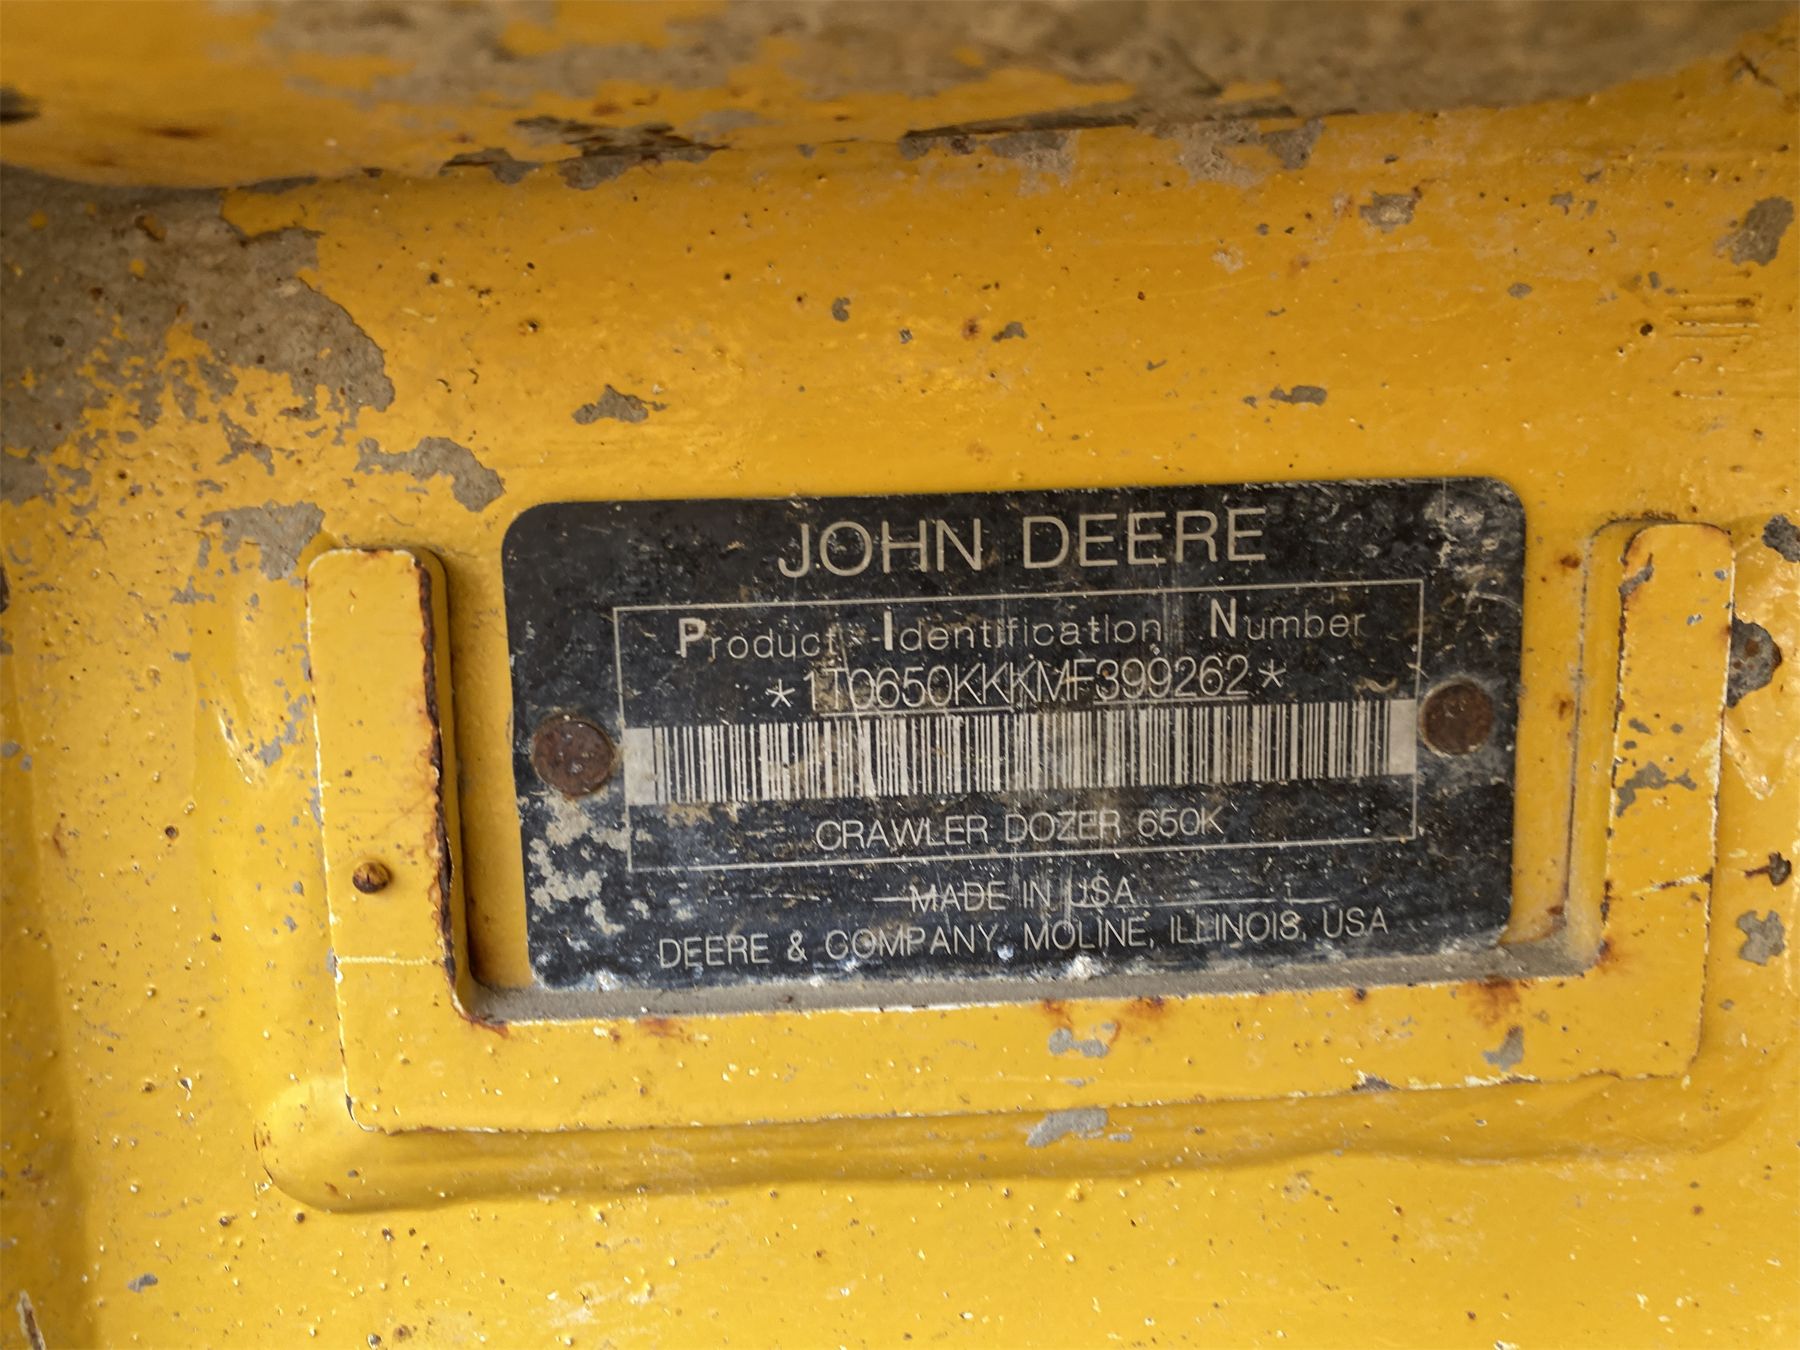 JOHN DEERE
Product Identification Number
*1T0650KKKMF399262*
CRAWLER DOZER 650K
MADE IN USA
DEERE & COMPANY, MOLINE, ILLINOIS, USA